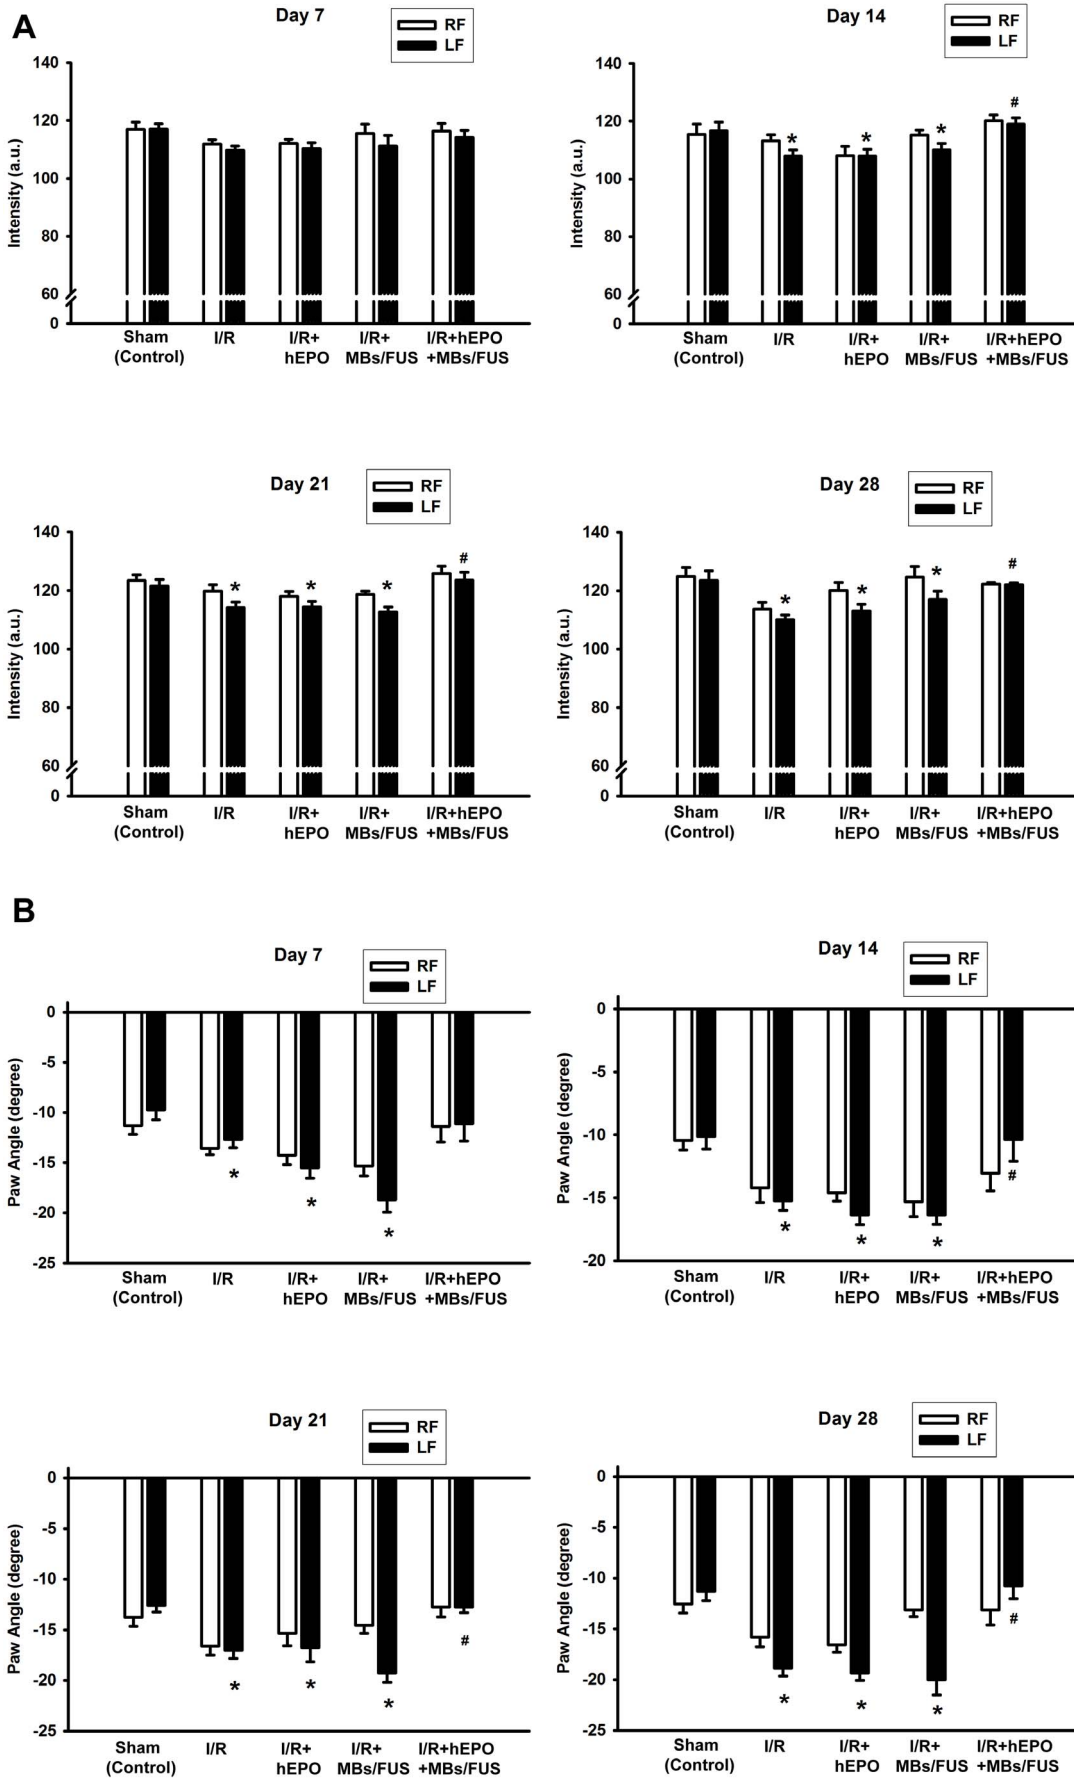 A
Day 7
RF
LF
Intensity (a.u.)
140
120
100
80
60
0
*
Sham I/R I/R+ I/R+ I/R+hEPO
(Control) hEPO MBs/FUS +MBs/FUS
Day 14
RF
LF
Intensity (a.u.)
140
120
100
80
60
0
* * * #
Sham I/R I/R+ I/R+ I/R+hEPO
(Control) hEPO MBs/FUS +MBs/FUS
Day 21
RF
LF
Intensity (a.u.)
140
120
100
80
60
0
* * * #
Sham I/R I/R+ I/R+ I/R+hEPO
(Control) hEPO MBs/FUS +MBs/FUS
Day 28
RF
LF
Intensity (a.u.)
140
120
100
80
60
0
* * * #
Sham I/R I/R+ I/R+ I/R+hEPO
(Control) hEPO MBs/FUS +MBs/FUS
B
Day 7
RF
LF
Paw Angle (degree)
0
-5
-10
-15
-20
-25
* * *
Sham I/R I/R+ I/R+ I/R+hEPO
(Control) hEPO MBs/FUS +MBs/FUS
Day 14
RF
LF
Paw Angle (degree)
0
-5
-10
-15
-20
* * * #
Sham I/R I/R+ I/R+ I/R+hEPO
(Control) hEPO MBs/FUS +MBs/FUS
Day 21
RF
LF
Paw Angle (degree)
0
-5
-10
-15
-20
-25
* * * #
Sham I/R I/R+ I/R+ I/R+hEPO
(Control) hEPO MBs/FUS +MBs/FUS
Day 28
RF
LF
Paw Angle (degree)
0
-5
-10
-15
-20
-25
* * * #
Sham I/R I/R+ I/R+ I/R+hEPO
(Control) hEPO MBs/FUS +MBs/FUS